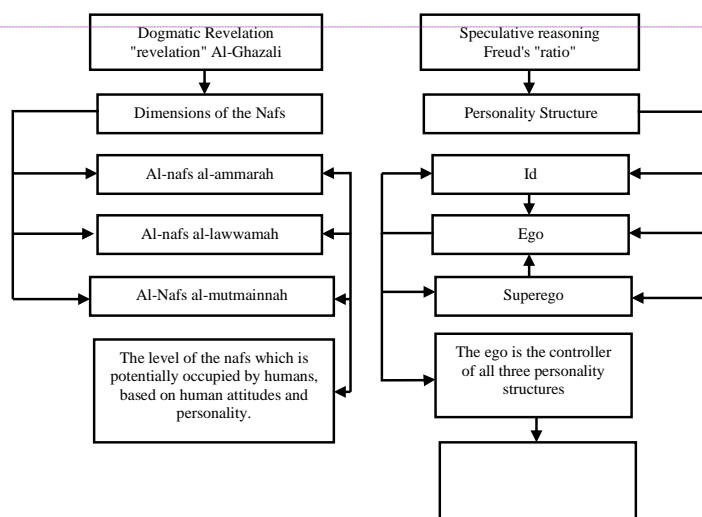 Dogmatic Revelation
"revelation" Al-Ghazali
Dimensions of the Nafs
Al-nafs al-ammarah
Al-nafs al-lawwamah
Al-Nafs al-mutmainnah
The level of the nafs which is
potentially occupied by humans,
based on human attitudes and
personality.
Speculative reasoning
Freud's "ratio"
Personality Structure
Id
Ego
Superego
The ego is the controller
of all three personality
structures